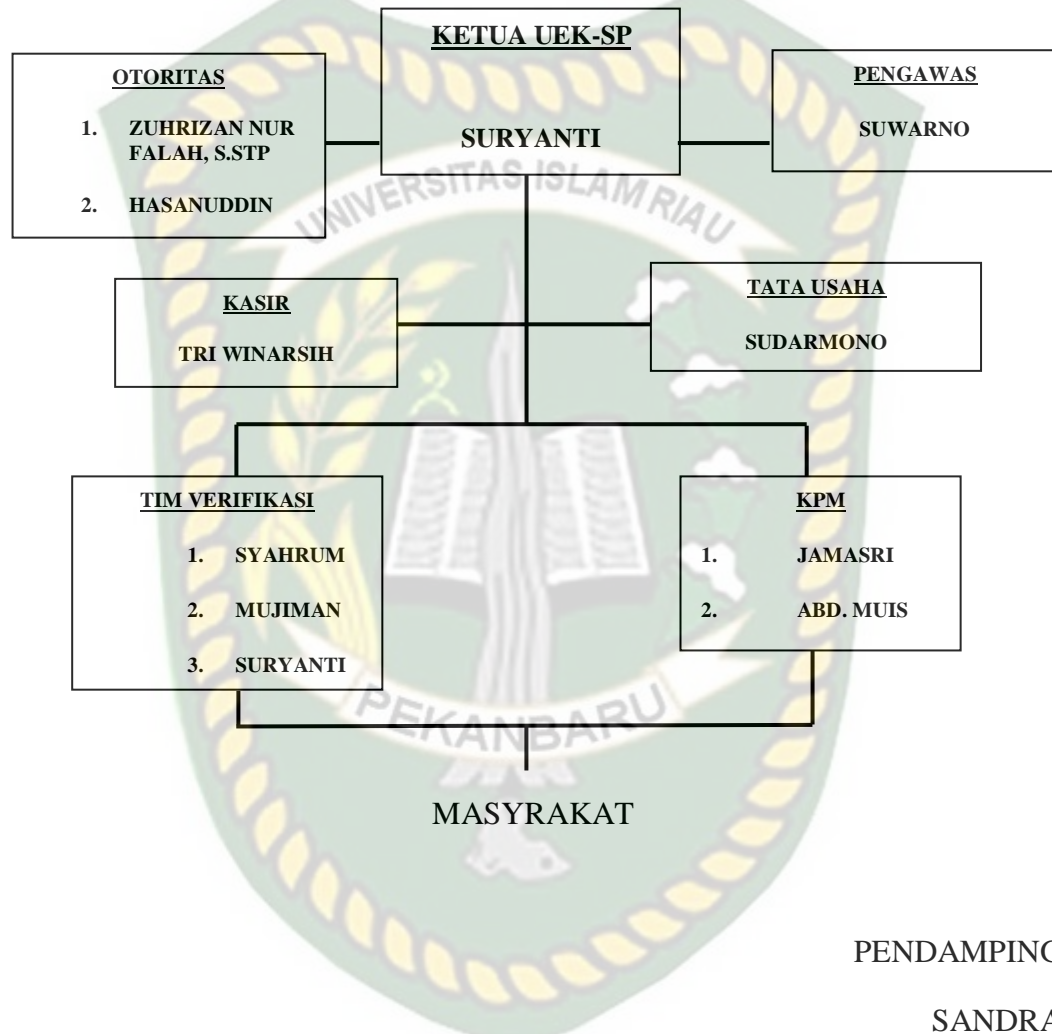 KETUA UEK-SP
SURYANTI
OTORITAS
1. ZUHRIZAN NUR
FALAH, S.STP
2. HASANUDDIN
PENGAWAS
SUWARNO
UNIVERSITAS ISLAM RIAU
KASIR
TRI WINARSIH
TATA USAHA
SUDARMONO
TIM VERIFIKASI
1. SYAHRUM
2. MUJIMAN
3. SURYANTI
KPM
1. JAMASRI
2. ABD. MUIS
PEKANBARU
MASYRAKAT
PENDAMPING
SANDRA